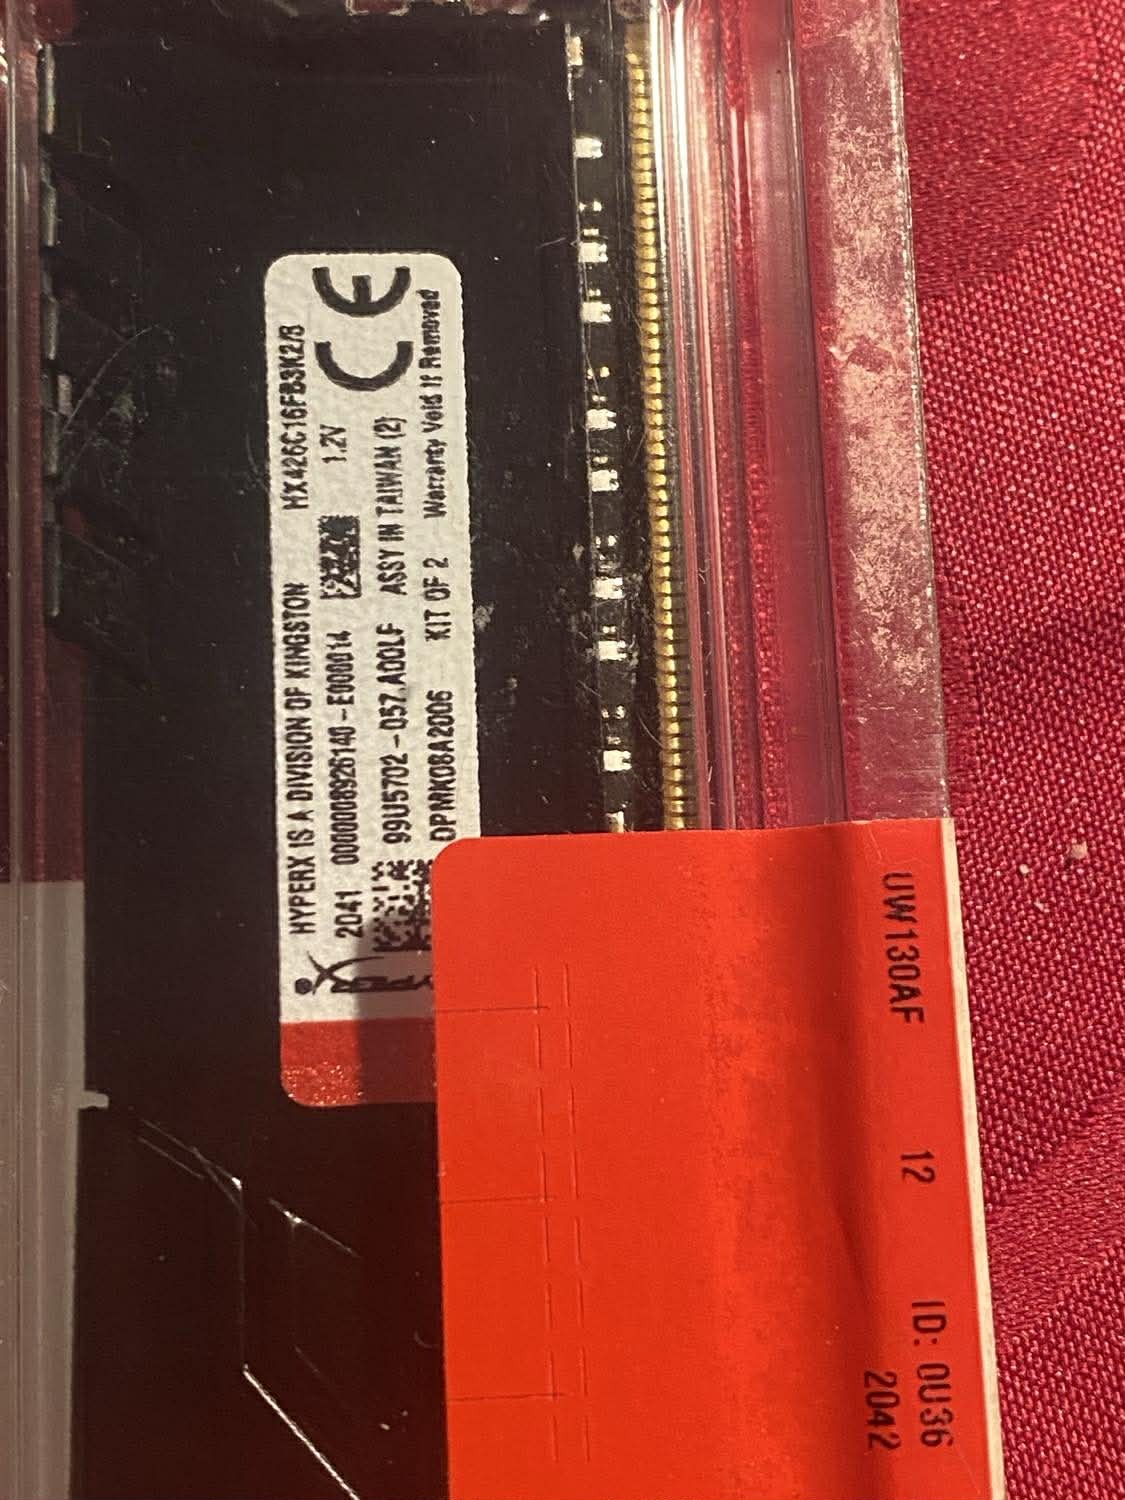 HYPERX IS A DIVISION OF KINGSTON HX426C16FB3K2/8
2041 0000008926140-E000014 1.2V
99U5702-057.A00LF ASSY IN TAIWAN (2)
DPMK08A2006 KIT OF 2 Warranty Void If Removed
CE
UW130AF 12 ID: 0U36
2042